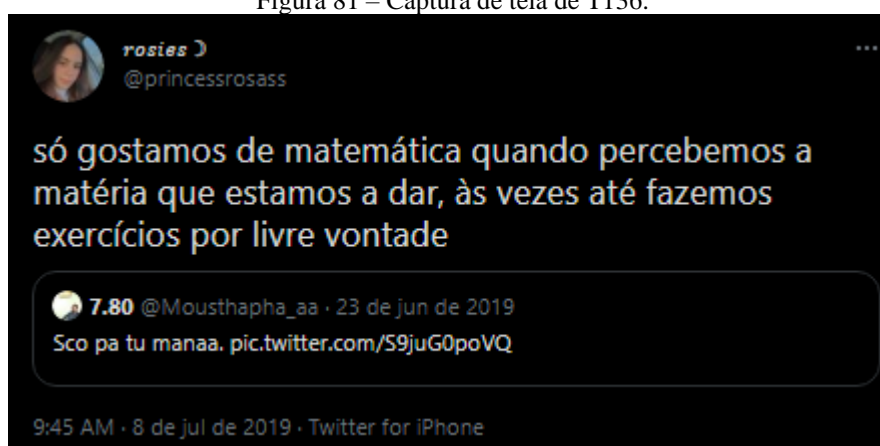 Figura 81 – Captura de tela de T136.
rosies ☽
@princessrosass
só gostamos de matemática quando percebemos a
matéria que estamos a dar, às vezes até fazemos
exercícios por livre vontade
7.80 @Mousthapha_aa · 23 de jun de 2019
Sco pa tu manaa. pic.twitter.com/S9juG0poVQ
9:45 AM · 8 de jul de 2019 · Twitter for iPhone